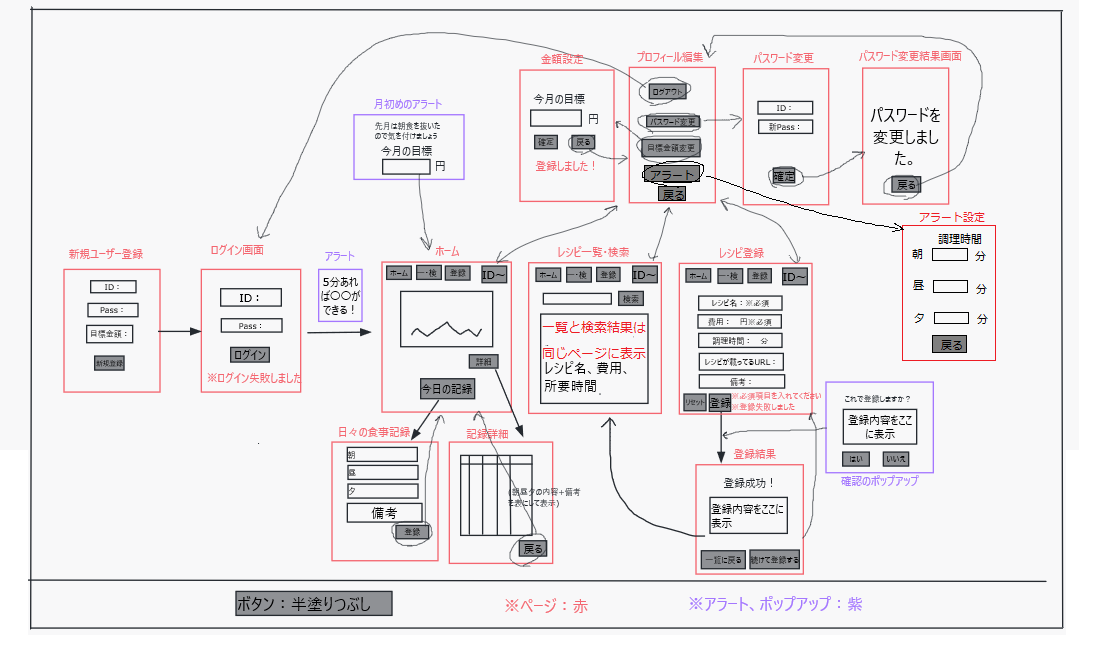 金額設定
今月の目標
円
確定
戻る
登録しました！
プロフィール編集
ログアウト
パスワード変更
目標金額変更
アラート
戻る
パスワード変更
ID：
新Pass：
確定
パスワード変更結果画面
パスワードを
変更しまし
た。
戻る
月初めのアラート
先月は朝食を抜いた
ので気を付けましょう
今月の目標
円
アラート設定
調理時間
朝
分
昼
分
夕
分
戻る
新規ユーザー登録
ID：
Pass：
目標金額：
新規登録
ログイン画面
ID：
Pass：
ログイン
※ログイン失敗しました
アラート
5分あれ
ば〇〇が
できる！
ホーム
ホーム
一・検
登録
ID～
詳細
今日の記録
レシピ一覧・検索
ホーム
一・検
登録
ID～
検索
一覧と検索結果は
同じページに表示
レシピ名、費用、
所要時間
レシピ登録
ホーム
一・検
登録
ID～
レシピ名：※必須
費用：　円※必須
調理時間：　分
レシピが載ってるURL：
備考：
リセット
登録
※必須項目を入れてください
※登録失敗しました
これで登録しますか？
登録内容をここ
に表示
はい
いいえ
確認のポップアップ
日々の食事記録
朝
昼
夕
備考
登録
記録詳細
(朝昼夕の内容+備考
を表にして表示)
戻る
登録結果
登録成功！
登録内容をここに
表示
一覧に戻る
続けて登録する
ボタン：半塗りつぶし
※ページ：赤
※アラート、ポップアップ：紫